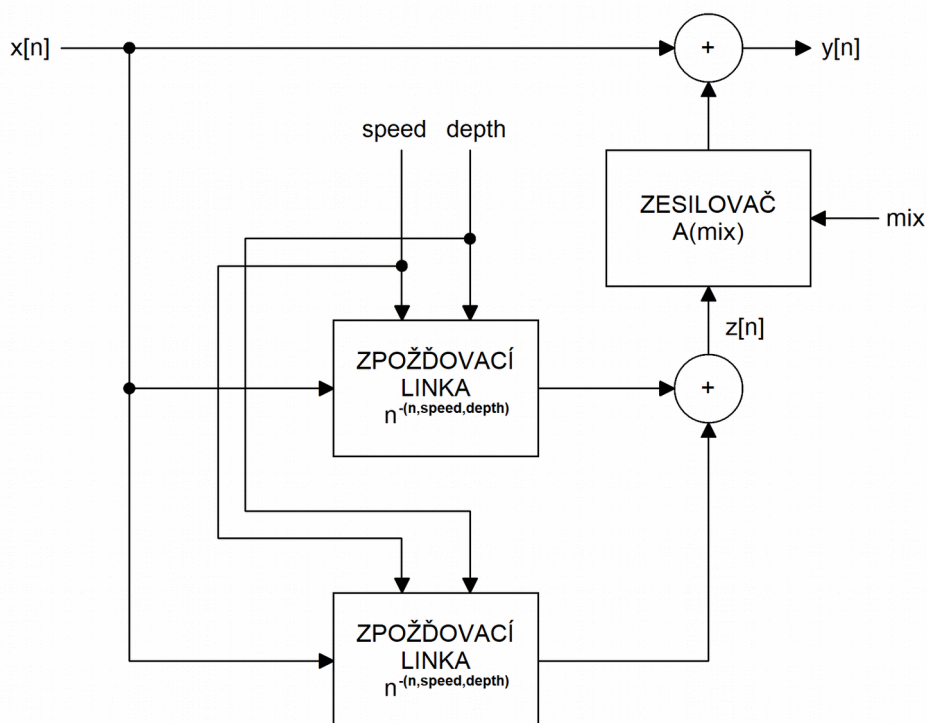 x[n]
+
y[n]
speed depth
ZESILOVAČ
A(mix)
mix
z[n]
ZPOŽĎOVACÍ
LINKA
n-(n,speed,depth)
+
ZPOŽĎOVACÍ
LINKA
n-(n,speed,depth)